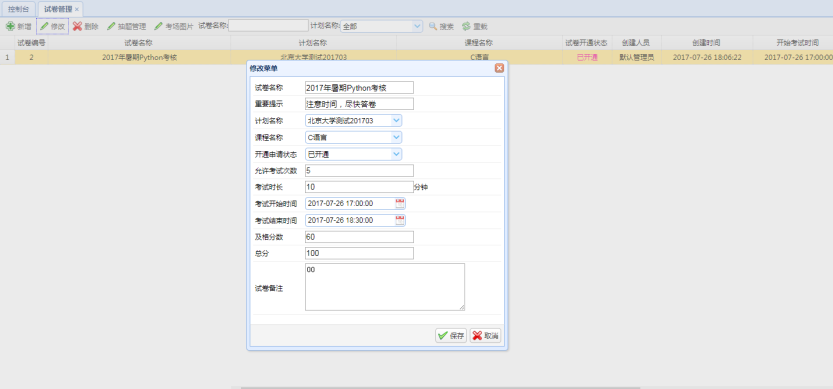 控制台 试卷管理 ×
新增 修改 删除 抽题管理 考场图片 试卷名称: 计划名称: 全部 搜索 重载
试卷编号 试卷名称 计划名称 课程名称 试卷开通状态 创建人员 创建时间 开始考试时间
1 2 2017年暑期Python考核 北京大学测试201703 C语言 已开通 默认管理员 2017-07-26 18:06:22 2017-07-26 17:00:00
修改菜单
试卷名称 2017年暑期Python考核
重要提示 注意时间，尽快答卷
计划名称 北京大学测试201703
课程名称 C语言
开通申请状态 已开通
允许考试次数 5
考试时长 10 分钟
考试开始时间 2017-07-26 17:00:00
考试结束时间 2017-07-26 18:30:00
及格分数 60
总分 100
试卷备注 00
保存 取消